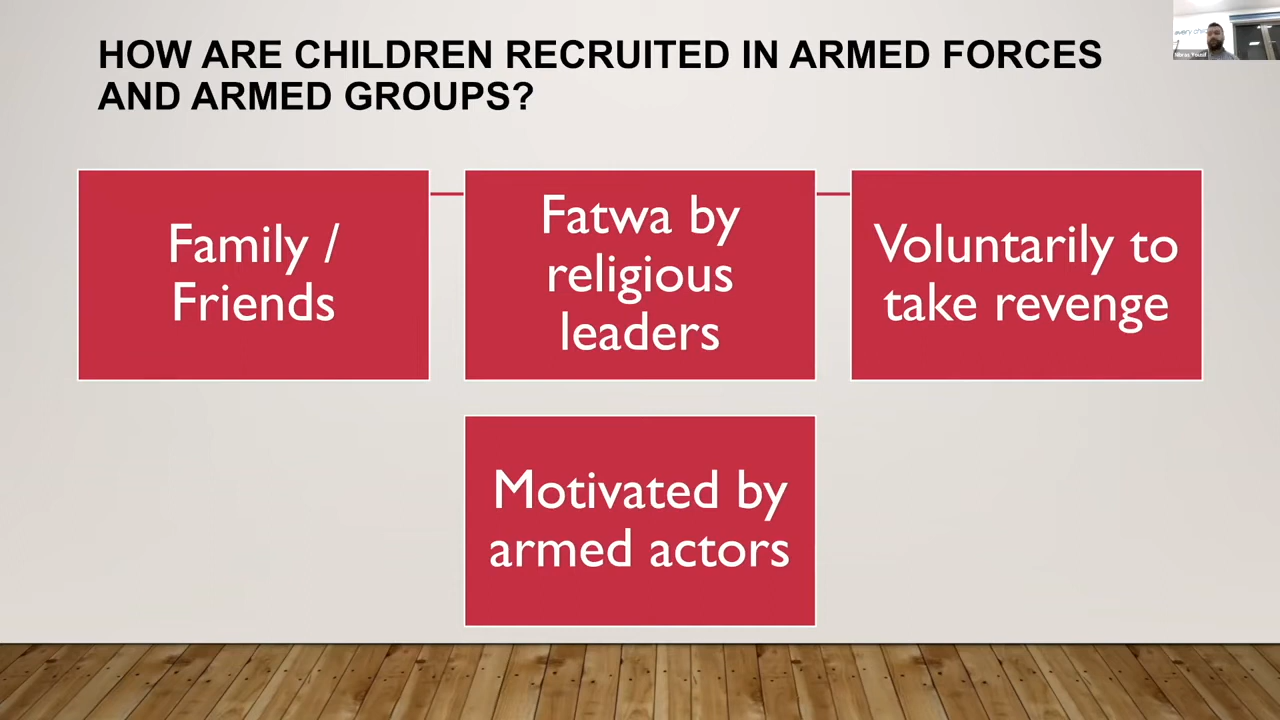 HOW ARE CHILDREN RECRUITED IN ARMED FORCES
AND ARMED GROUPS?
Family /
Friends
Fatwa by
religious
leaders
Voluntarily to
take revenge
Motivated by
armed actors
every